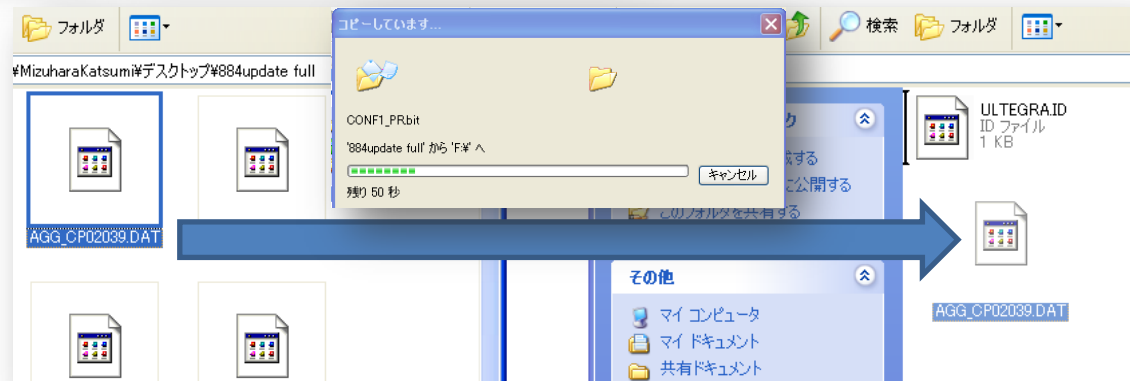 フォルダ
¥MizuharaKatsumi¥デスクトップ¥884update full
AGG_CP02039.DAT
コピーしています...
CONF1_PR.bit
'884update full' から 'F:¥' へ
残り 50 秒
キャンセル
検索
フォルダ
する
公開する
このフォルダを共有する
その他
マイ コンピュータ
マイ ドキュメント
共有ドキュメント
ULTEGRA.ID
ID ファイル
1 KB
AGG_CP02039.DAT